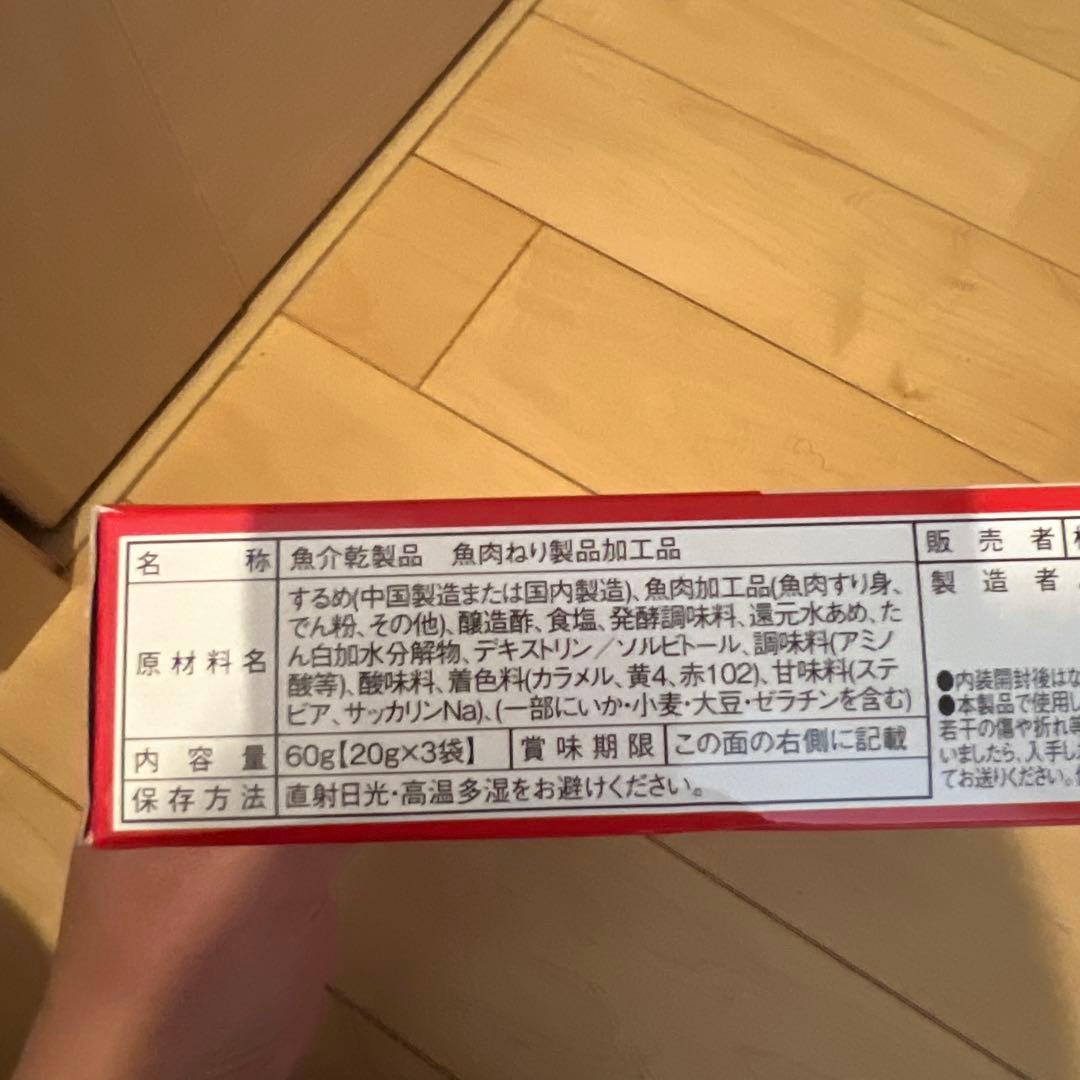 名称 魚介乾製品 魚肉ねり製品加工品
原材料名 するめ(中国製造または国内製造)、魚肉加工品(魚肉すり身、
でん粉、その他)、醸造酢、食塩、発酵調味料、還元水あめ、た
ん白加水分解物、デキストリン／ソルビトール、調味料(アミノ
酸等)、酸味料、着色料(カラメル、黄4、赤102)、甘味料(ステ
ビア、サッカリンNa)、(一部にいか・小麦・大豆・ゼラチンを含む)
内容量 60g【20g×3袋】 賞味期限 この面の右側に記載
保存方法 直射日光・高温多湿をお避けください。
販売者
製造者
●内装開封後はな
●本製品で使用し
若干の傷や折れ等
いましたら、入手し
てお送りください。